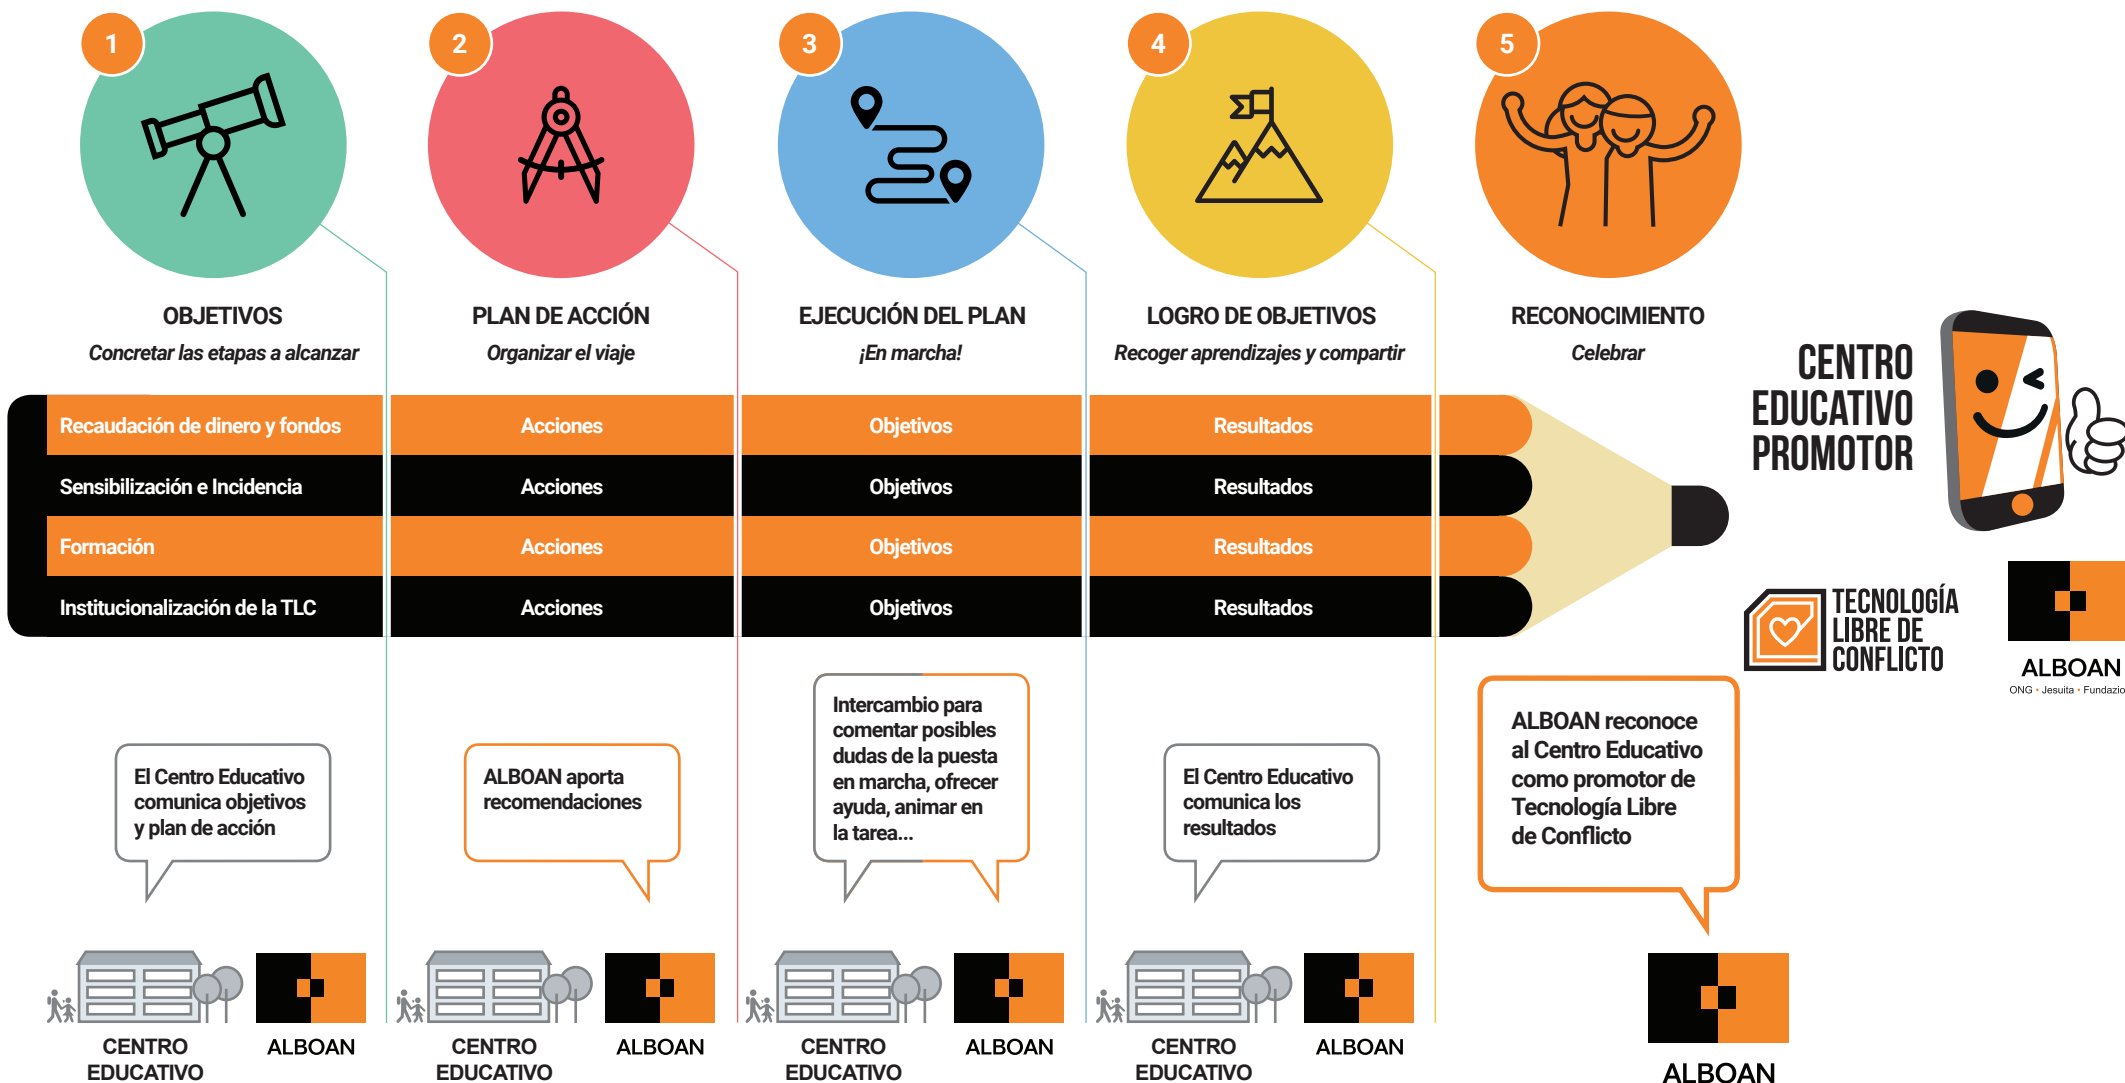 1
2
3
4
5
OBJETIVOS
Concretar las etapas a alcanzar
PLAN DE ACCIÓN
Organizar el viaje
EJECUCIÓN DEL PLAN
¡En marcha!
LOGRO DE OBJETIVOS
Recoger aprendizajes y compartir
RECONOCIMIENTO
Celebrar
CENTRO
EDUCATIVO
PROMOTOR
Recaudación de dinero y fondos
Acciones
Objetivos
Resultados
Sensibilización e Incidencia
Acciones
Objetivos
Resultados
Formación
Acciones
Objetivos
Resultados
Institucionalización de la TLC
Acciones
Objetivos
Resultados
TECNOLOGÍA
LIBRE DE
CONFLICTO
ALBOAN
ONG • Jesuita • Fundazio
El Centro Educativo
comunica objetivos
y plan de acción
ALBOAN aporta
recomendaciones
Intercambio para
comentar posibles
dudas de la puesta
en marcha, ofrecer
ayuda, animar en
la tarea...
El Centro Educativo
comunica los
resultados
ALBOAN reconoce
al Centro Educativo
como promotor de
Tecnología Libre
de Conflicto
CENTRO
EDUCATIVO
ALBOAN
CENTRO
EDUCATIVO
ALBOAN
CENTRO
EDUCATIVO
ALBOAN
CENTRO
EDUCATIVO
ALBOAN
ALBOAN